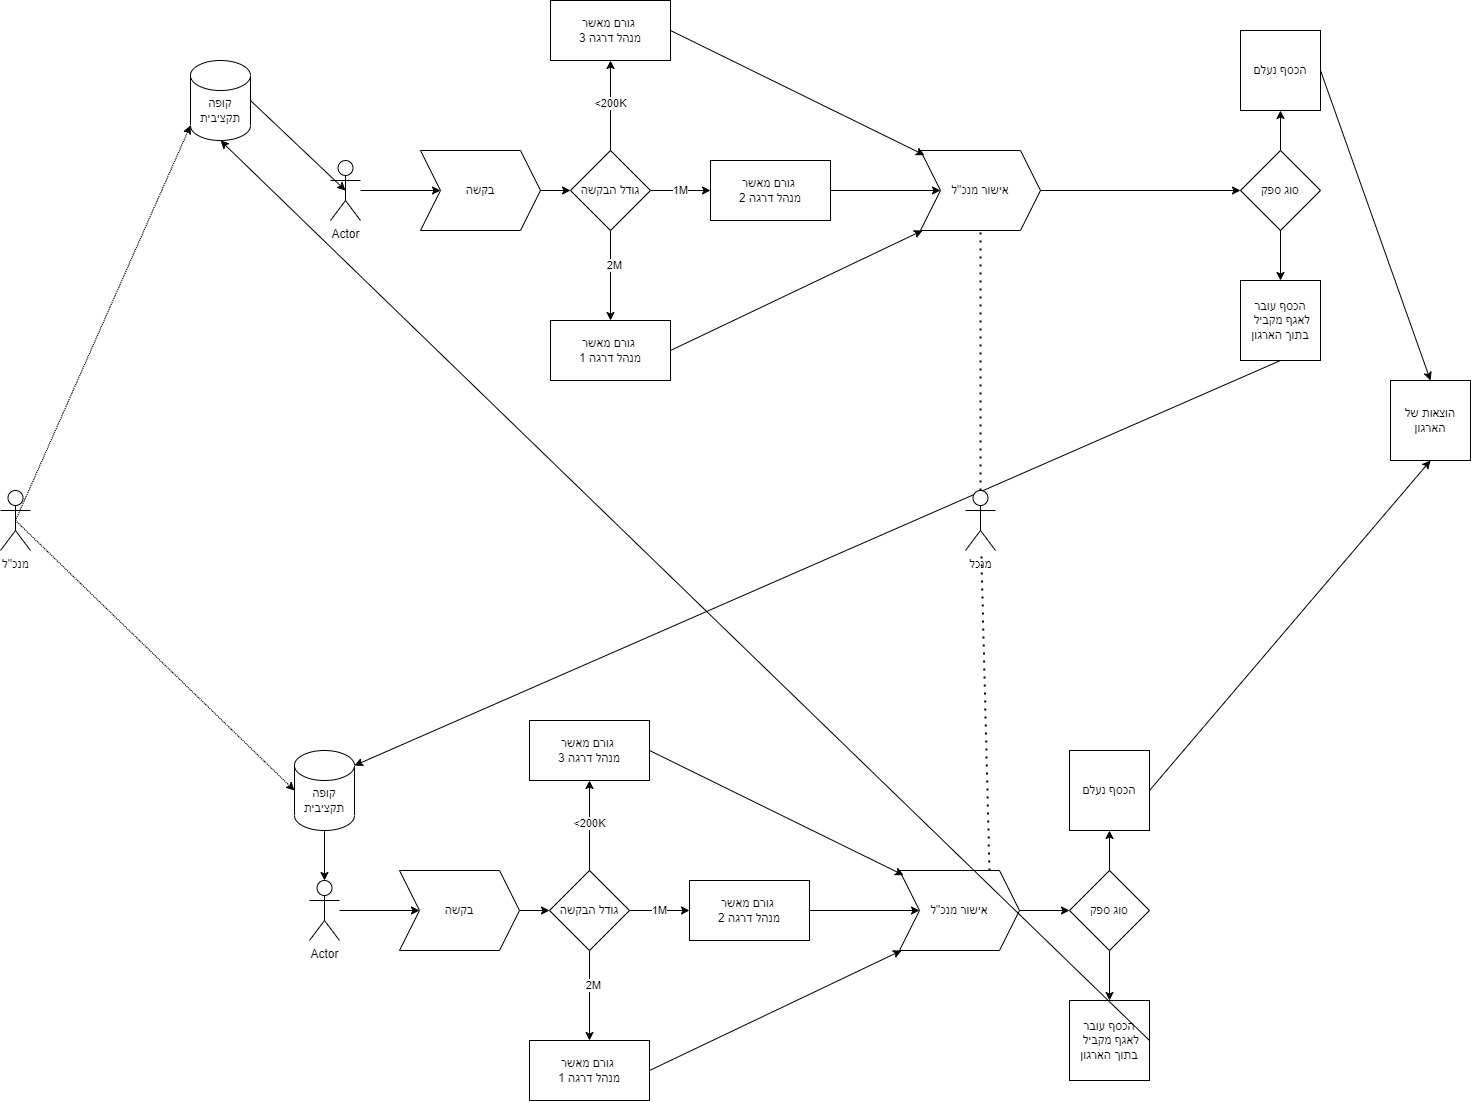 גורם מאשר
מנהל דרגה 3
הכסף נעלם
קופה
תקציבית
<200K
בקשה
גודל הבקשה
1M
גורם מאשר
מנהל דרגה 2
אישור מנכ"ל
סוג ספק
Actor
2M
גורם מאשר
מנהל דרגה 1
הכסף עובר
לאגף מקביל
בתוך הארגון
הוצאות של
הארגון
מנכ"ל
מנכל
גורם מאשר
מנהל דרגה 3
קופה
תקציבית
הכסף נעלם
<200K
בקשה
גודל הבקשה
1M
גורם מאשר
מנהל דרגה 2
אישור מנכ"ל
סוג ספק
Actor
2M
גורם מאשר
מנהל דרגה 1
הכסף עובר
לאגף מקביל
בתוך הארגון